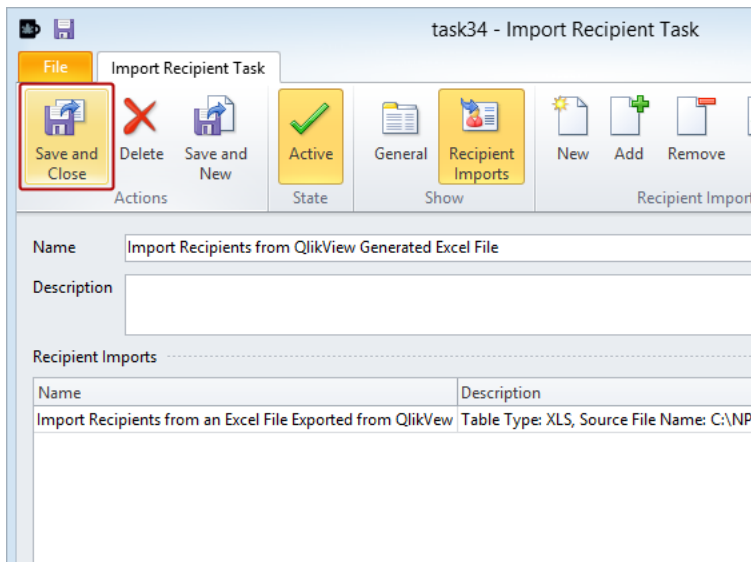 task34 - Import Recipient Task
File
Import Recipient Task
Save and Close
Delete
Save and New
Active
General
Recipient Imports
New
Add
Remove
Actions
State
Show
Recipient Import
Name
Import Recipients from QlikView Generated Excel File
Description
Recipient Imports
Name Description
Import Recipients from an Excel File Exported from QlikView Table Type: XLS, Source File Name: C:\NP